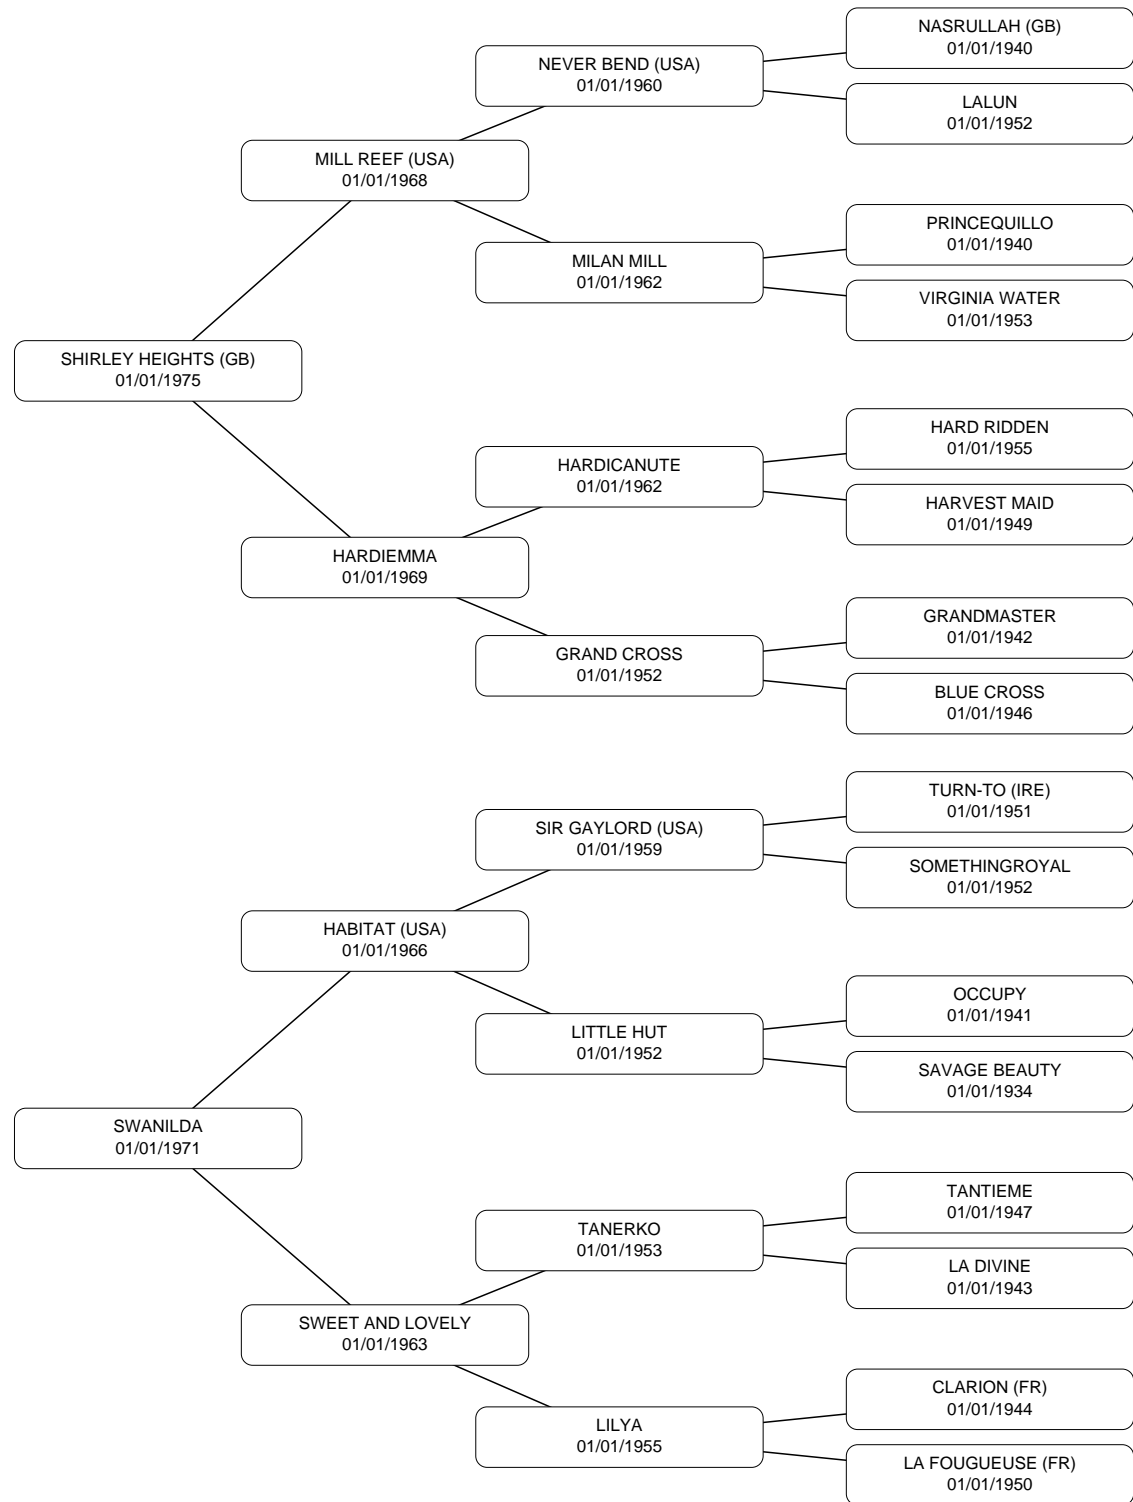 NASRULLAH (GB)
01/01/1940
NEVER BEND (USA)
01/01/1960
LALUN
01/01/1952
MILL REEF (USA)
01/01/1968
PRINCEQUILLO
01/01/1940
MILAN MILL
01/01/1962
VIRGINIA WATER
01/01/1953
SHIRLEY HEIGHTS (GB)
01/01/1975
HARD RIDDEN
01/01/1955
HARDICANUTE
01/01/1962
HARVEST MAID
01/01/1949
HARDIEMMA
01/01/1969
GRANDMASTER
01/01/1942
GRAND CROSS
01/01/1952
BLUE CROSS
01/01/1946
TURN-TO (IRE)
01/01/1951
SIR GAYLORD (USA)
01/01/1959
SOMETHINGROYAL
01/01/1952
HABITAT (USA)
01/01/1966
OCCUPY
01/01/1941
LITTLE HUT
01/01/1952
SAVAGE BEAUTY
01/01/1934
SWANILDA
01/01/1971
TANTIEME
01/01/1947
TANERKO
01/01/1953
LA DIVINE
01/01/1943
SWEET AND LOVELY
01/01/1963
CLARION (FR)
01/01/1944
LILYA
01/01/1955
LA FOUGUEUSE (FR)
01/01/1950